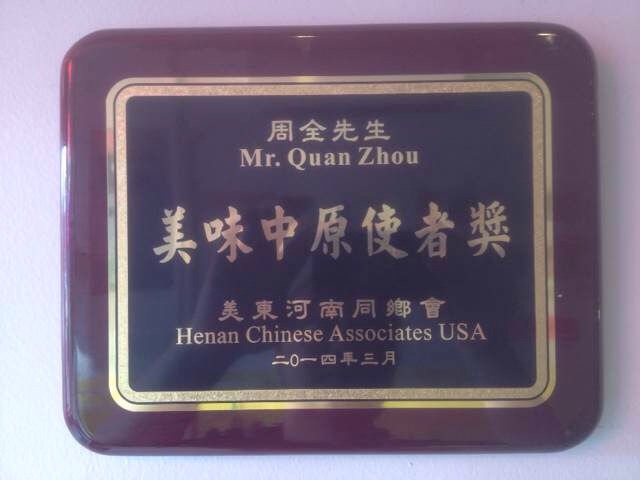 周全先生
Mr. Quan Zhou
美味中原使者獎
美東河南同鄉會
Henan Chinese Associates USA
二0一四年三月